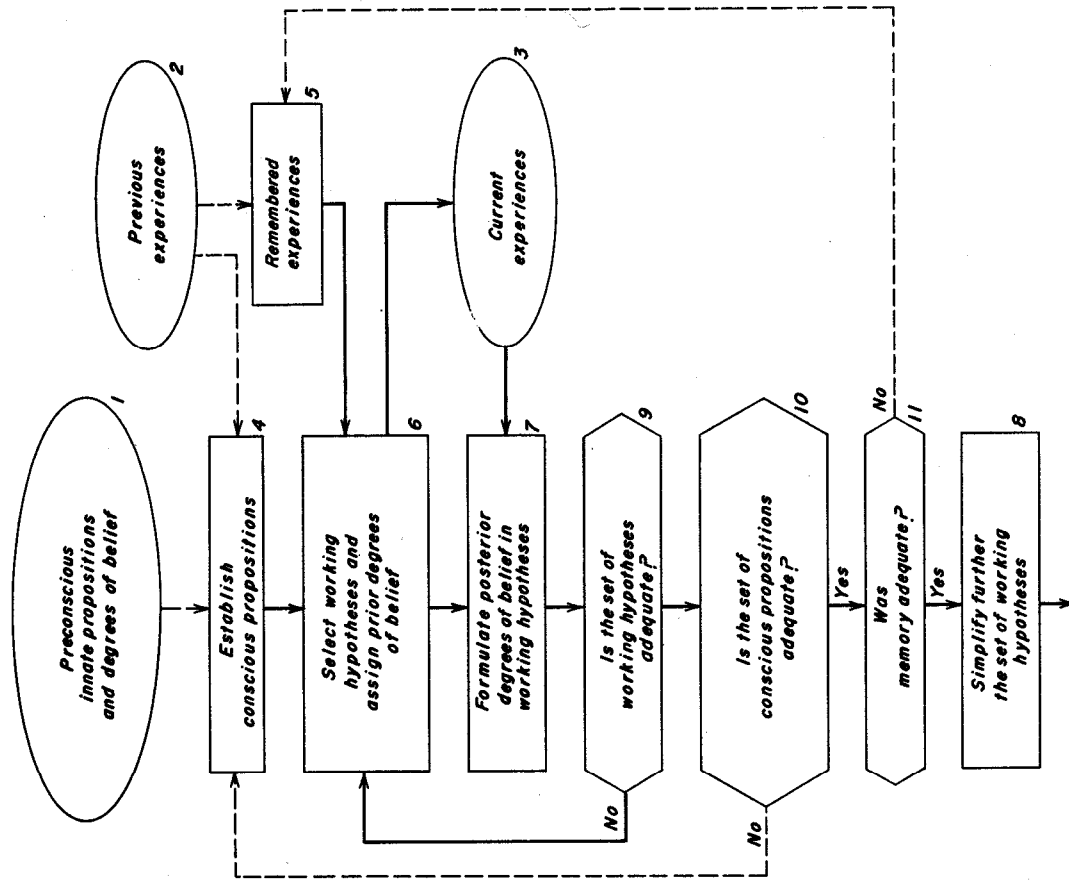 Preconscious
innate propositions
and degrees of belief
1
Previous
experiences
2
Establish
conscious propositions
4
Remembered
experiences
5
Select working
hypotheses and
assign prior degrees
of belief
6
Current
experiences
3
Formulate posterior
degrees of belief in
working hypotheses
7
Is the set of
working hypotheses
adequate?
9
No
Is the set of
conscious propositions
adequate?
10
No
Yes
Was
memory adequate?
11
No
Yes
Simplify further
the set of working
hypotheses
8